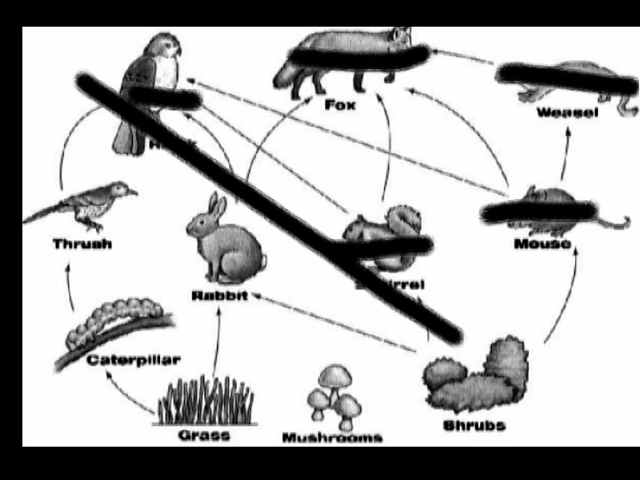 Fox
Weasel
Thrush
Mouse
Rabbit
Caterpillar
Grass
Mushrooms
Shrubs